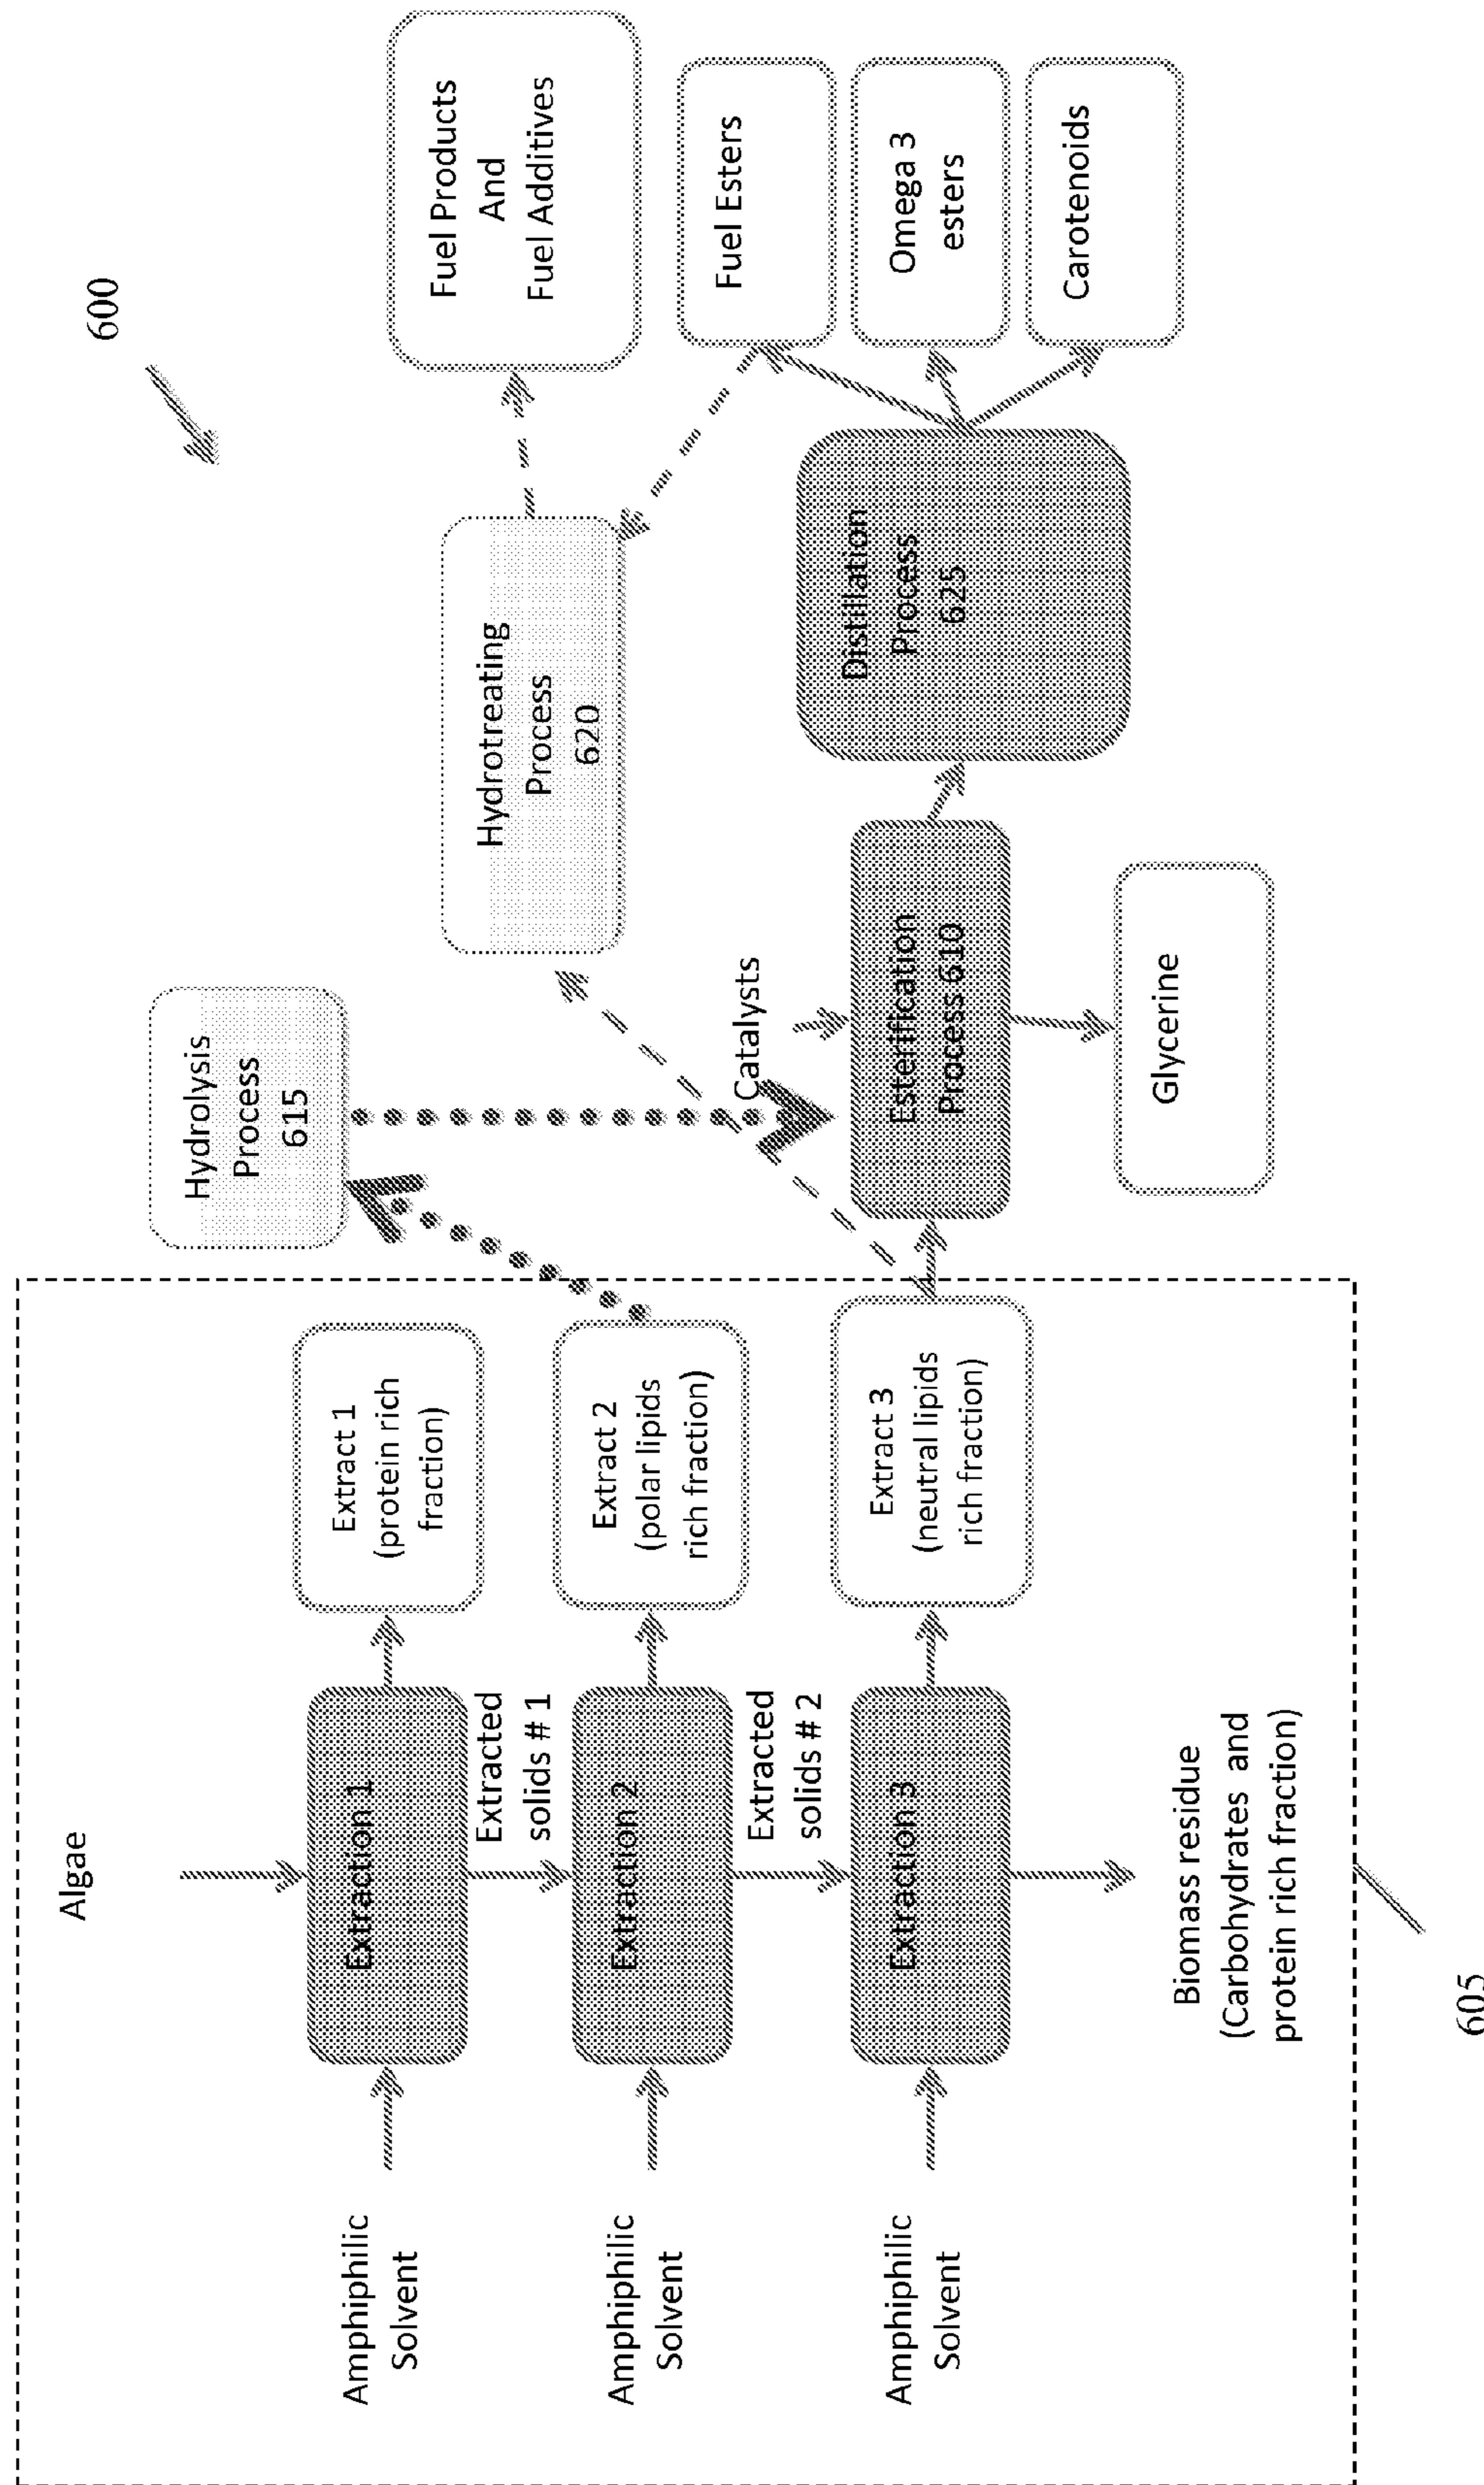 600
Algae
Amphiphilic
Solvent
Extraction 1
Extract 1
(protein rich
fraction)
Extracted
solids # 1
Amphiphilic
Solvent
Extraction 2
Extract 2
(polar lipids
rich fraction)
Extracted
solids # 2
Amphiphilic
Solvent
Extraction 3
Extract 3
(neutral lipids
rich fraction)
Biomass residue
(Carbohydrates and
protein rich fraction)
605
Hydrolysis
Process
615
Catalysts
Esterification
Process 610
Glycerine
Hydrotreating
Process
620
Distillation
Process
625
Fuel Products
And
Fuel Additives
Fuel Esters
Omega 3
esters
Carotenoids